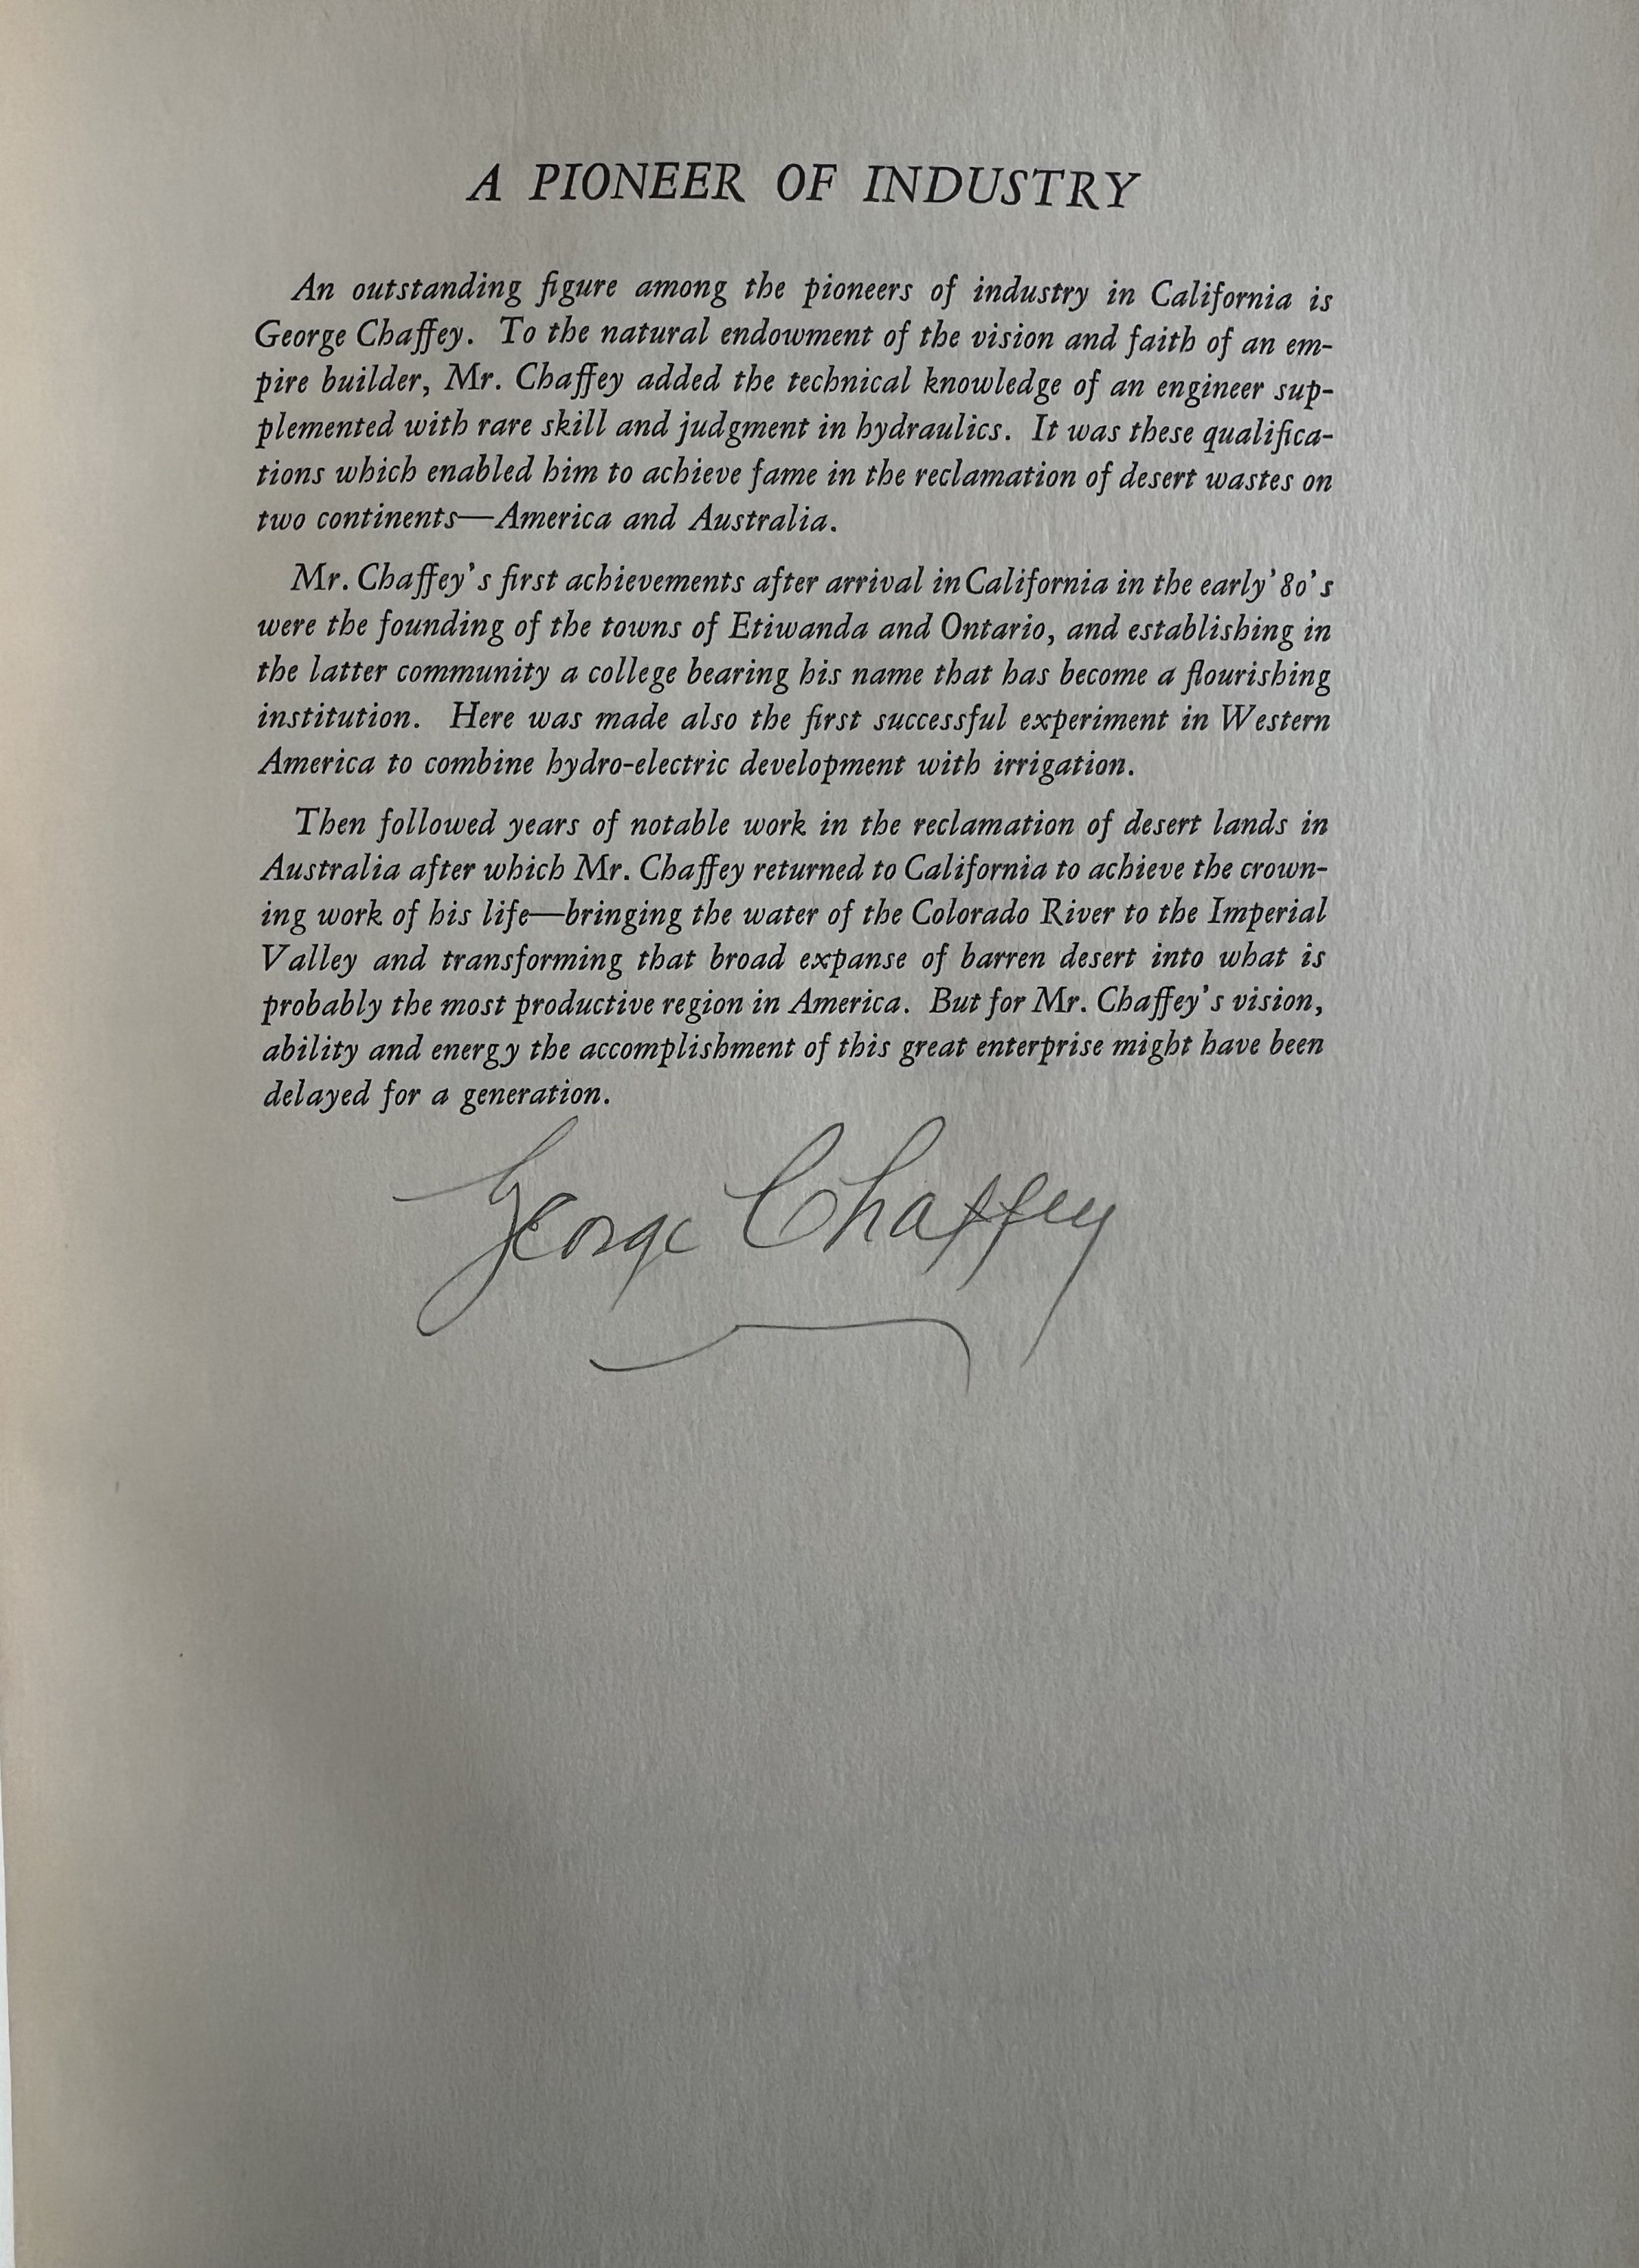 A PIONEER OF INDUSTRY
An outstanding figure among the pioneers of industry in California is
George Chaffey. To the natural endowment of the vision and faith of an em-
pire builder, Mr. Chaffey added the technical knowledge of an engineer sup-
plemented with rare skill and judgment in hydraulics. It was these qualifica-
tions which enabled him to achieve fame in the reclamation of desert wastes on
two continents—America and Australia.
Mr. Chaffey's first achievements after arrival in California in the early '80's
were the founding of the towns of Etiwanda and Ontario, and establishing in
the latter community a college bearing his name that has become a flourishing
institution. Here was made also the first successful experiment in Western
America to combine hydro-electric development with irrigation.
Then followed years of notable work in the reclamation of desert lands in
Australia after which Mr. Chaffey returned to California to achieve the crown-
ing work of his life—bringing the water of the Colorado River to the Imperial
Valley and transforming that broad expanse of barren desert into what is
probably the most productive region in America. But for Mr. Chaffey's vision,
ability and energy the accomplishment of this great enterprise might have been
delayed for a generation.
George Chaffey